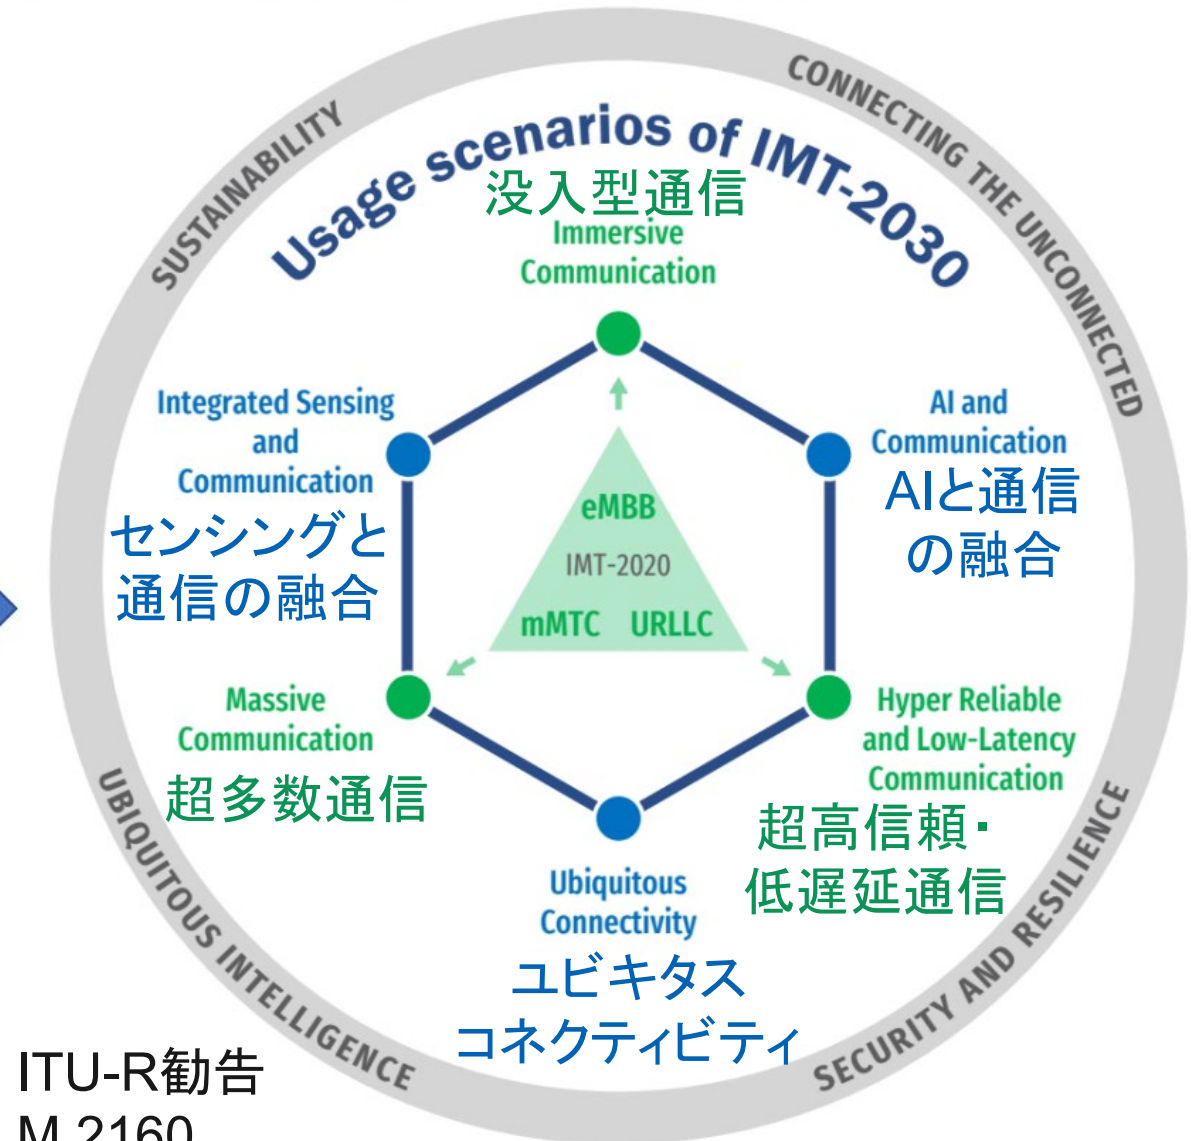 SUSTAINABILITY
CONNECTING THE UNCONNECTED
Usage scenarios of IMT-2030
没入型通信
Immersive
Communication
Integrated Sensing
and
Communication
センシングと
通信の融合
AI and
Communication
AIと通信
の融合
eMBB
IMT-2020
mMTC URLLC
Massive
Communication
超多数通信
Hyper Reliable
and Low-Latency
Communication
超高信頼・
低遅延通信
Ubiquitous
Connectivity
ユビキタス
コネクティビティ
UBIQUITOUS INTELLIGENCE
SECURITY AND RESILIENCE
ITU-R勧告
M.2160